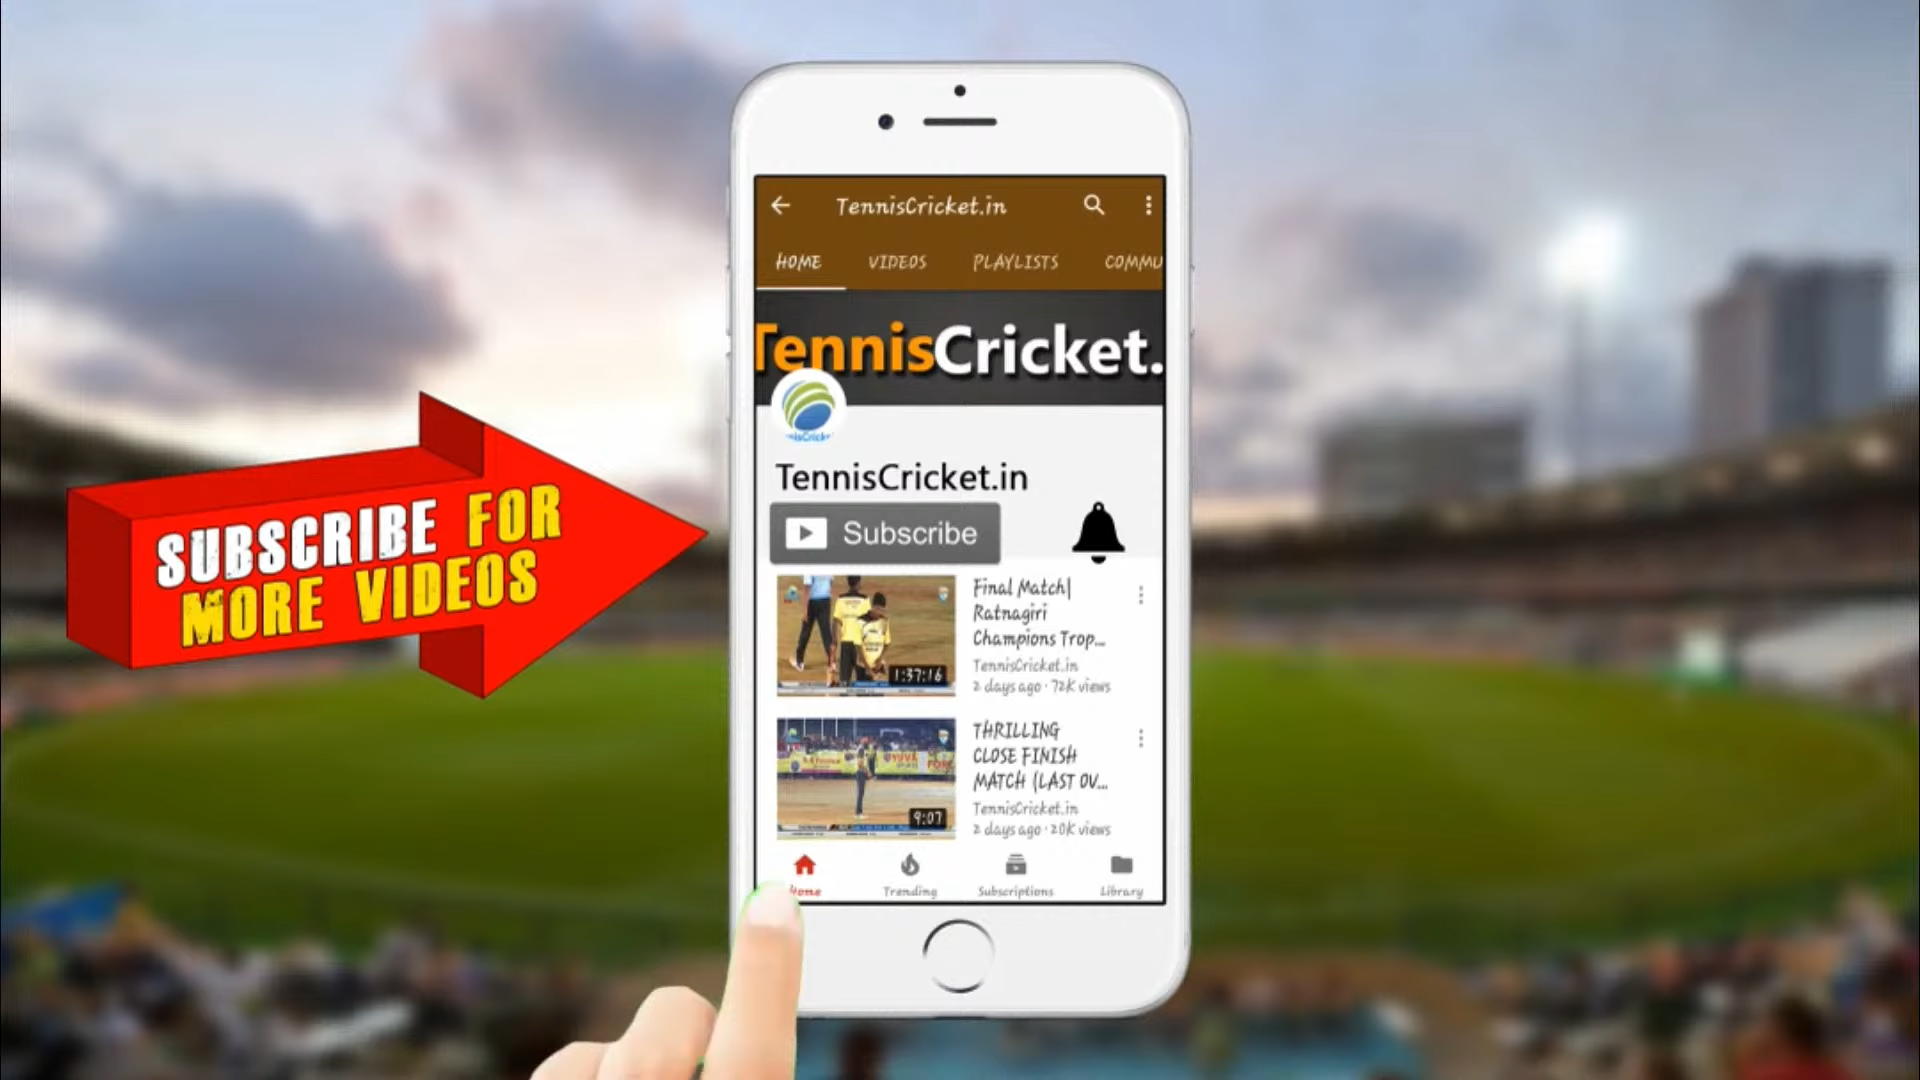 TennisCricket.in
HOME VIDEOS PLAYLISTS COMMU
TennisCricket.
TennisCricket.in
Subscribe
SUBSCRIBE FOR
MORE VIDEOS
Final Match|
Ratnagiri
Champions Trop...
TennisCricket.in
2 days ago · 72K views
1:37:16
THRILLING
CLOSE FINISH
MATCH (LAST OV...
TennisCricket.in
2 days ago · 20K views
9:07
Home Trending Subscriptions Library